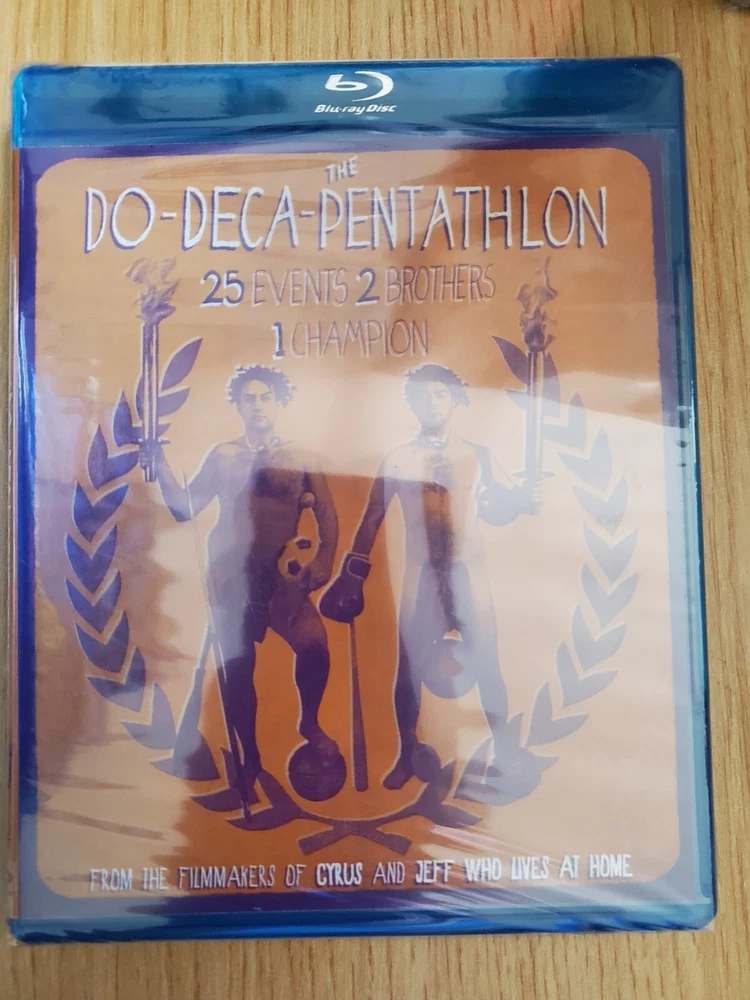 Blu-ray Disc
THE
DO-DECA-PENTATHLON
25 EVENTS 2 BROTHERS
1 CHAMPION
FROM THE FILMMAKERS OF CYRUS AND JEFF WHO LIVES AT HOME